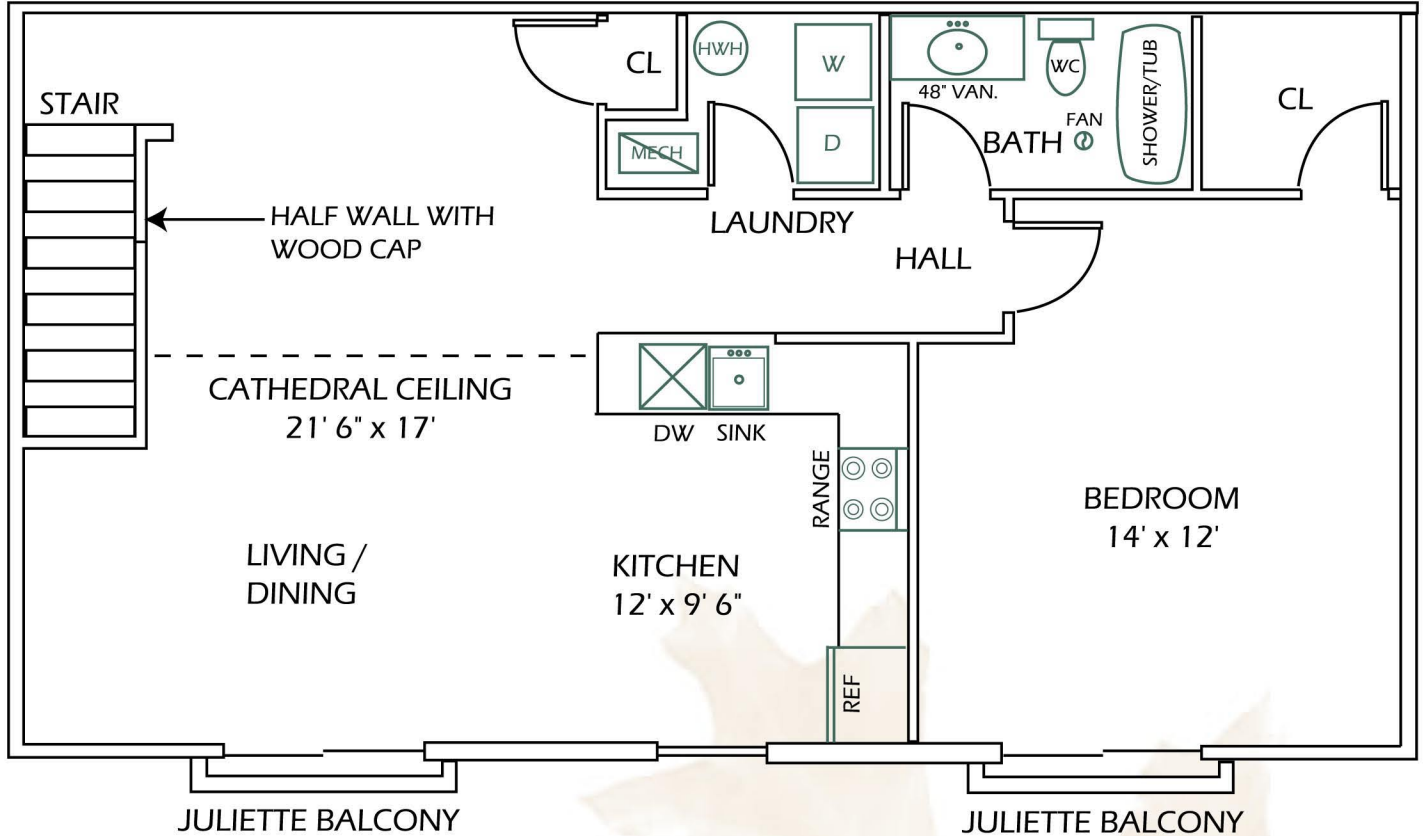 CL
HWH
W
48" VAN.
WC
SHOWER/TUB
CL
STAIR
MECH
D
BATH
FAN
HALF WALL WITH
WOOD CAP
LAUNDRY
HALL
CATHEDRAL CEILING
21' 6" x 17'
DW
SINK
RANGE
BEDROOM
14' x 12'
LIVING /
DINING
KITCHEN
12' x 9' 6"
REF
JULIETTE BALCONY
JULIETTE BALCONY